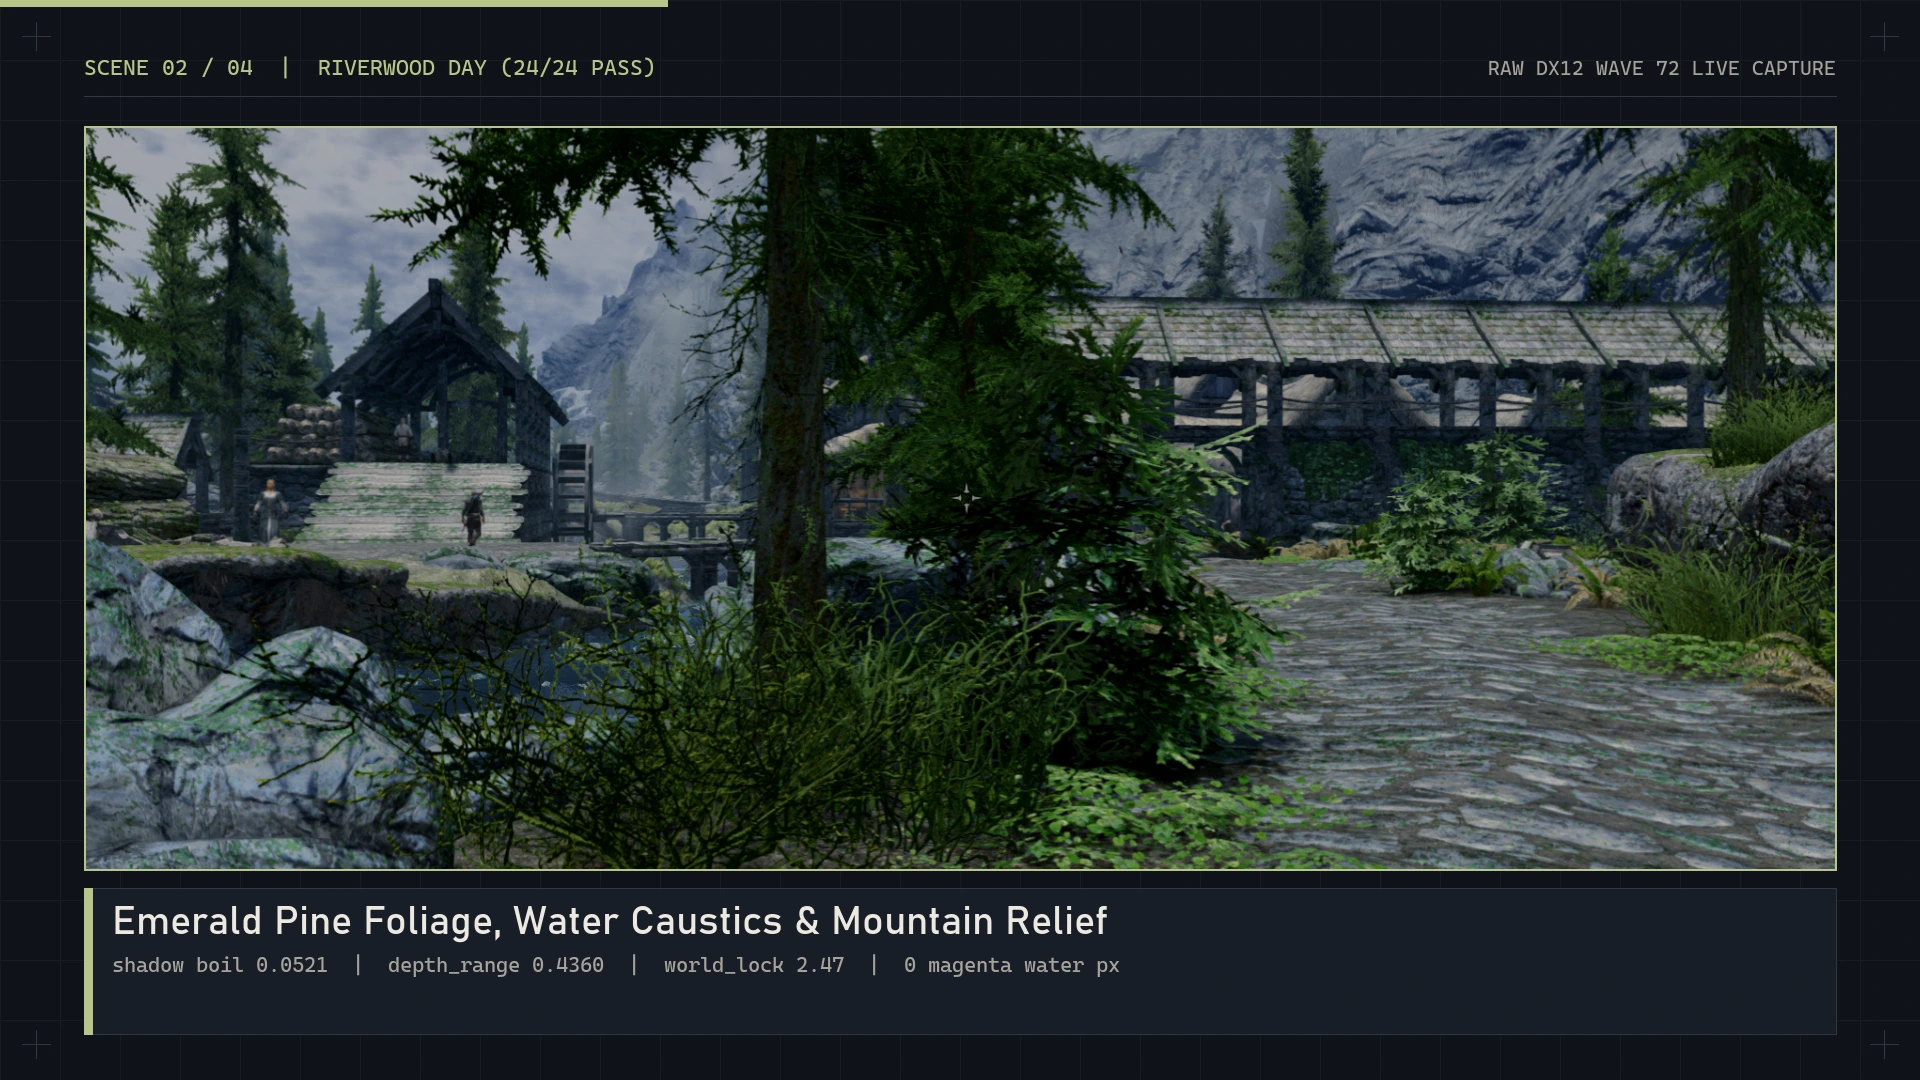 SCENE 02 / 04 | RIVERWOOD DAY (24/24 PASS)
RAW DX12 WAVE 72 LIVE CAPTURE
Emerald Pine Foliage, Water Caustics & Mountain Relief
shadow boil 0.0521 | depth_range 0.4360 | world_lock 2.47 | 0 magenta water px